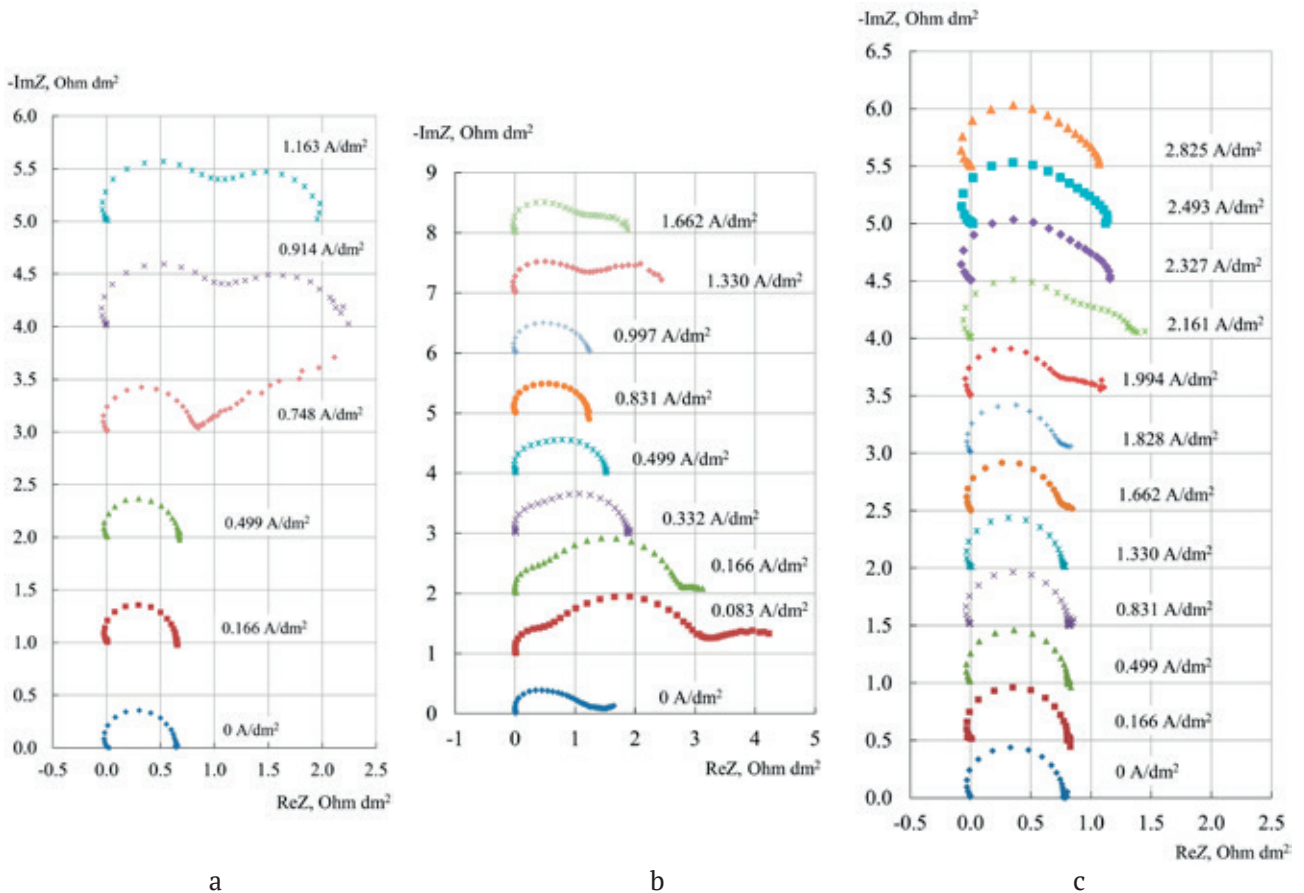 -ImZ, Ohm dm²
6.0
5.5
5.0
4.5
4.0
3.5
3.0
2.5
2.0
1.5
1.0
0.5
0.0
-0.5 0.0 0.5 1.0 1.5 2.0 2.5
ReZ, Ohm dm²
1.163 A/dm²
0.914 A/dm²
0.748 A/dm²
0.499 A/dm²
0.166 A/dm²
0 A/dm²
a
-ImZ, Ohm dm²
9
8
7
6
5
4
3
2
1
0
-1 0 1 2 3 4 5
ReZ, Ohm dm²
1.662 A/dm²
1.330 A/dm²
0.997 A/dm²
0.831 A/dm²
0.499 A/dm²
0.332 A/dm²
0.166 A/dm²
0.083 A/dm²
0 A/dm²
b
-ImZ, Ohm dm²
6.5
6.0
5.5
5.0
4.5
4.0
3.5
3.0
2.5
2.0
1.5
1.0
0.5
0.0
-0.5 0.0 0.5 1.0 1.5 2.0 2.5
ReZ, Ohm dm²
2.825 A/dm²
2.493 A/dm²
2.327 A/dm²
2.161 A/dm²
1.994 A/dm²
1.828 A/dm²
1.662 A/dm²
1.330 A/dm²
0.831 A/dm²
0.499 A/dm²
0.166 A/dm²
0 A/dm²
c